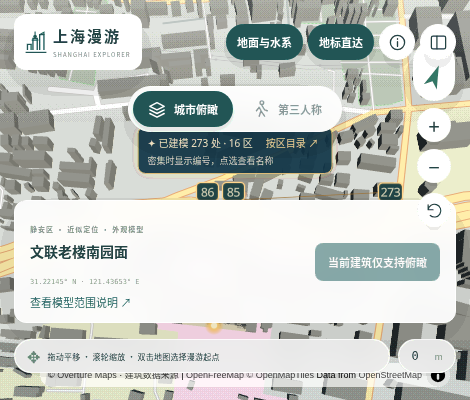 上海漫游
SHANGHAI EXPLORER
地面与水系
地标直达
城市俯瞰
第三人称
✦ 已建模 273 处 · 16 区 按区目录 ↗
密集时显示编号，点选查看名称
86
85
273
静安区 · 近似定位 · 外观模型
文联老楼南园面
31.22145° N · 121.43653° E
查看模型范围说明 ↗
当前建筑仅支持俯瞰
拖动平移 · 滚轮缩放 · 双击地图选择漫游起点
0 m
© Overture Maps · 建筑数据来源 | OpenFreeMap © OpenMapTiles Data from OpenStreetMap